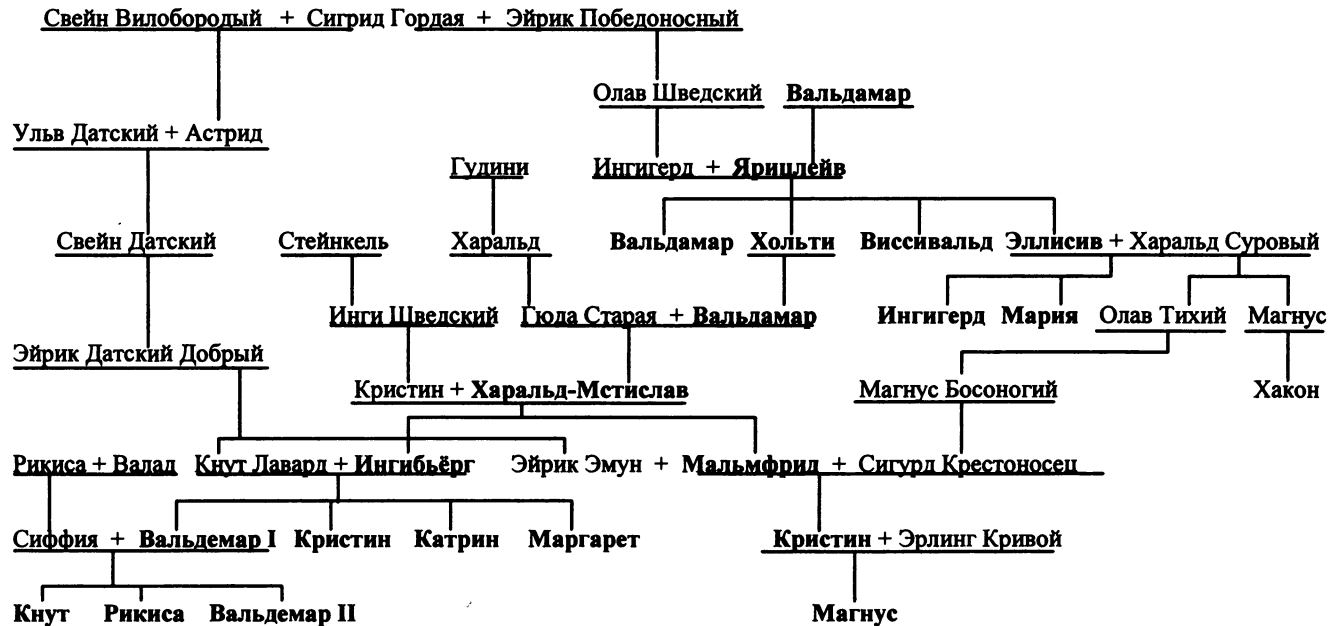 Свейн Вилобородый + Сигрид Гордая + Эйрик Победоносный
Олав Шведский Вальдамар
Ульв Датский + Астрид
Гудини Ингигерд + Ярицлейв
Свейн Датский Стейнкель Харальд Вальдамар Хольти Виссивальд Эллисив + Харальд Суровый
Инги Шведский Гюда Старая + Вальдамар Ингигерд Мария Олав Тихий Магнус
Эйрик Датский Добрый
Кристин + Харальд-Мстислав Магнус Босоногий Хакон
Рикиса + Валад Кнут Лавард + Ингибьёрг Эйрик Эмун + Мальмфрид + Сигурд Крестоносец
Сиффия + Вальдемар I Кристин Катрин Маргарет Кристин + Эрлинг Кривой
Кнут Рикиса Вальдемар II Магнус